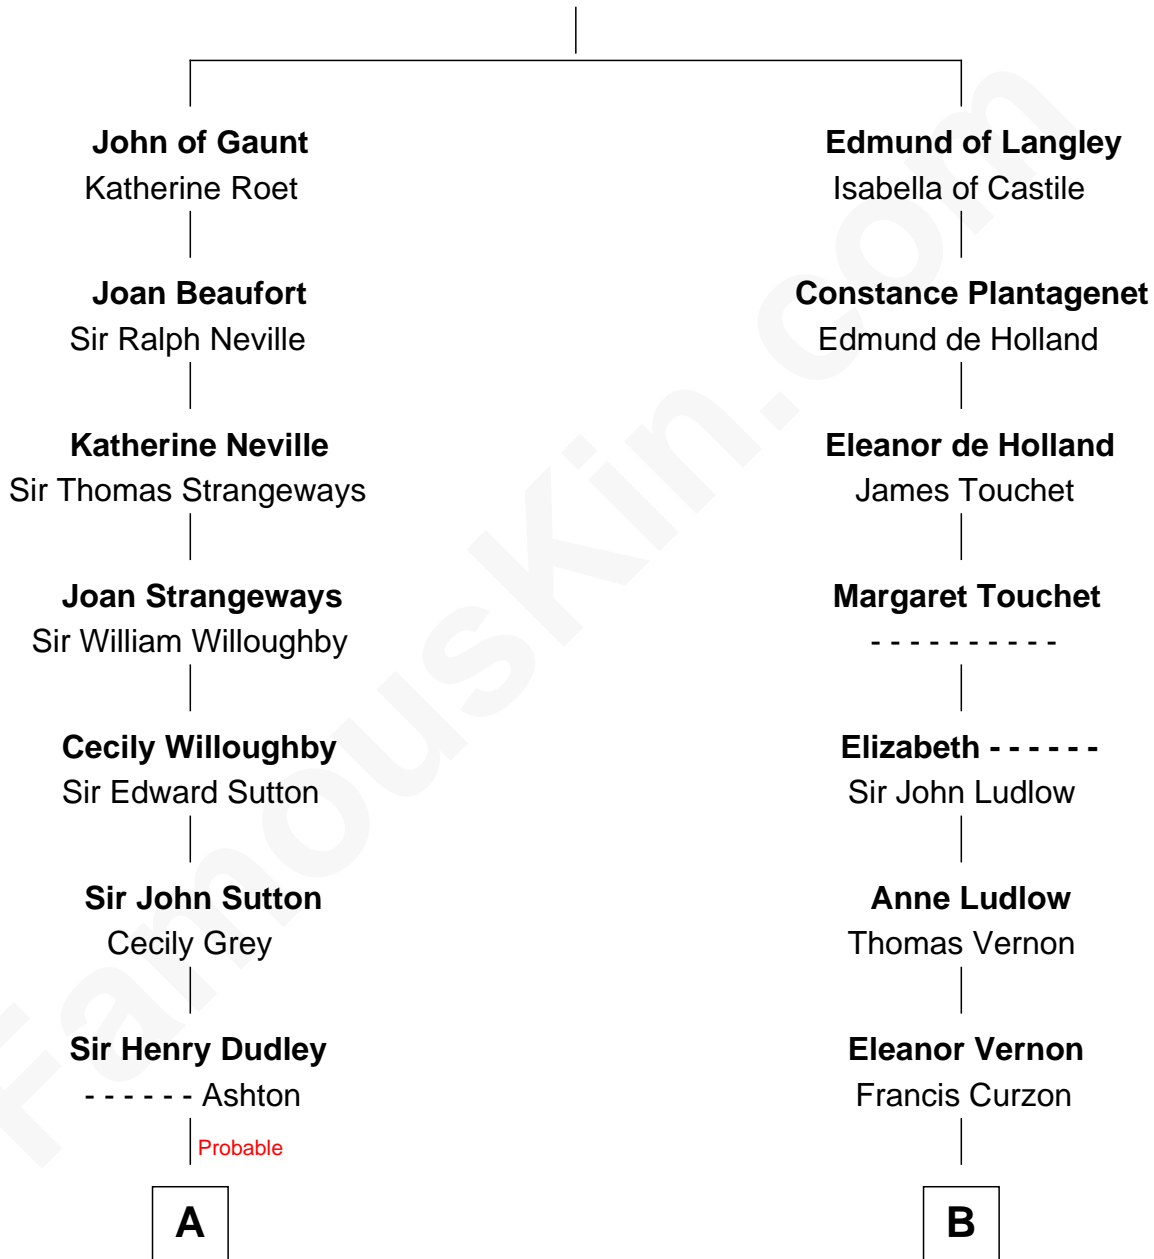 John of Gaunt
Katherine Roet
Joan Beaufort
Sir Ralph Neville
Katherine Neville
Sir Thomas Strangeways
Joan Strangeways
Sir William Willoughby
Cecily Willoughby
Sir Edward Sutton
Sir John Sutton
Cecily Grey
Sir Henry Dudley
- - - - - - Ashton
Probable
A
Edmund of Langley
Isabella of Castile
Constance Plantagenet
Edmund de Holland
Eleanor de Holland
James Touchet
Margaret Touchet
- - - - - - - - - -
Elizabeth - - - - - -
Sir John Ludlow
Anne Ludlow
Thomas Vernon
Eleanor Vernon
Francis Curzon
B
FamousKin.com